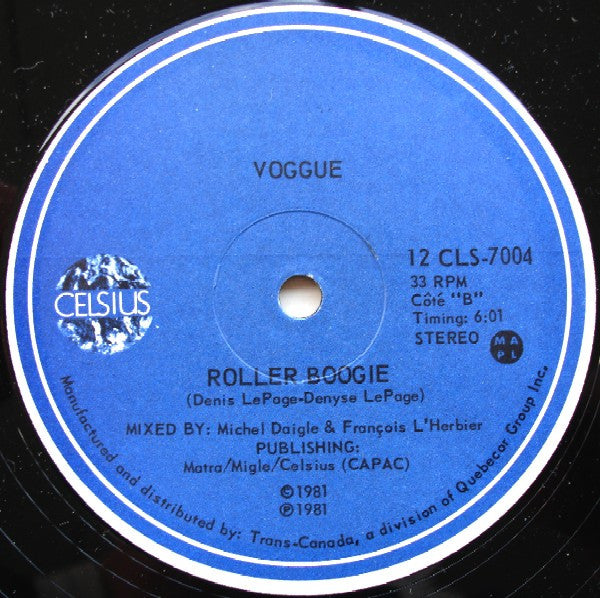 VOGGUE
CELSIUS
12 CLS-7004
33 RPM
Côté "B"
Timing: 6:01
STEREO
MAPL
ROLLER BOOGIE
(Denis LePage-Denyse LePage)
MIXED BY: Michel Daigle & François L'Herbier
PUBLISHING:
Matra/Migle/Celsius (CAPAC)
©1981
℗1981
Manufactured and distributed by: Trans-Canada, a division of Quebecor Group Inc.